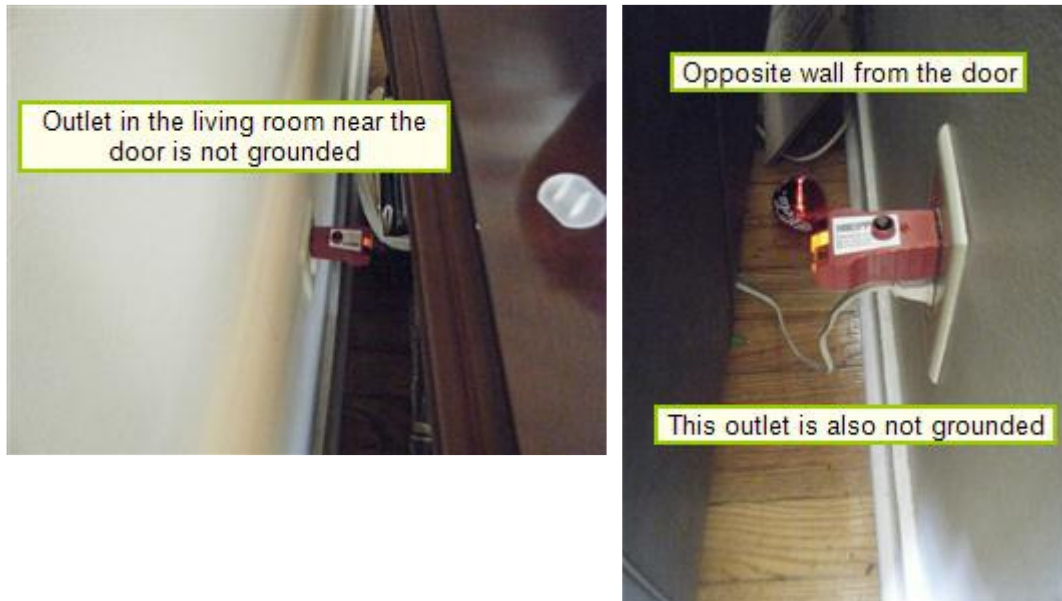 Outlet in the living room near the
door is not grounded
Opposite wall from the door
This outlet is also not grounded